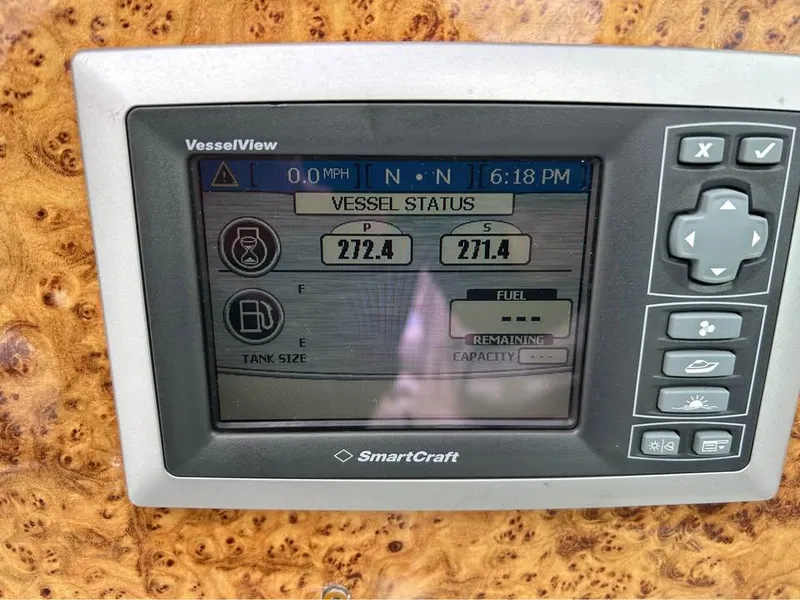 VesselView
0.0 MPH N • N 6:18 PM
VESSEL STATUS
P S
272.4 271.4
F
FUEL
---
E
REMAINING
TANK SIZE CAPACITY ---
SmartCraft
X